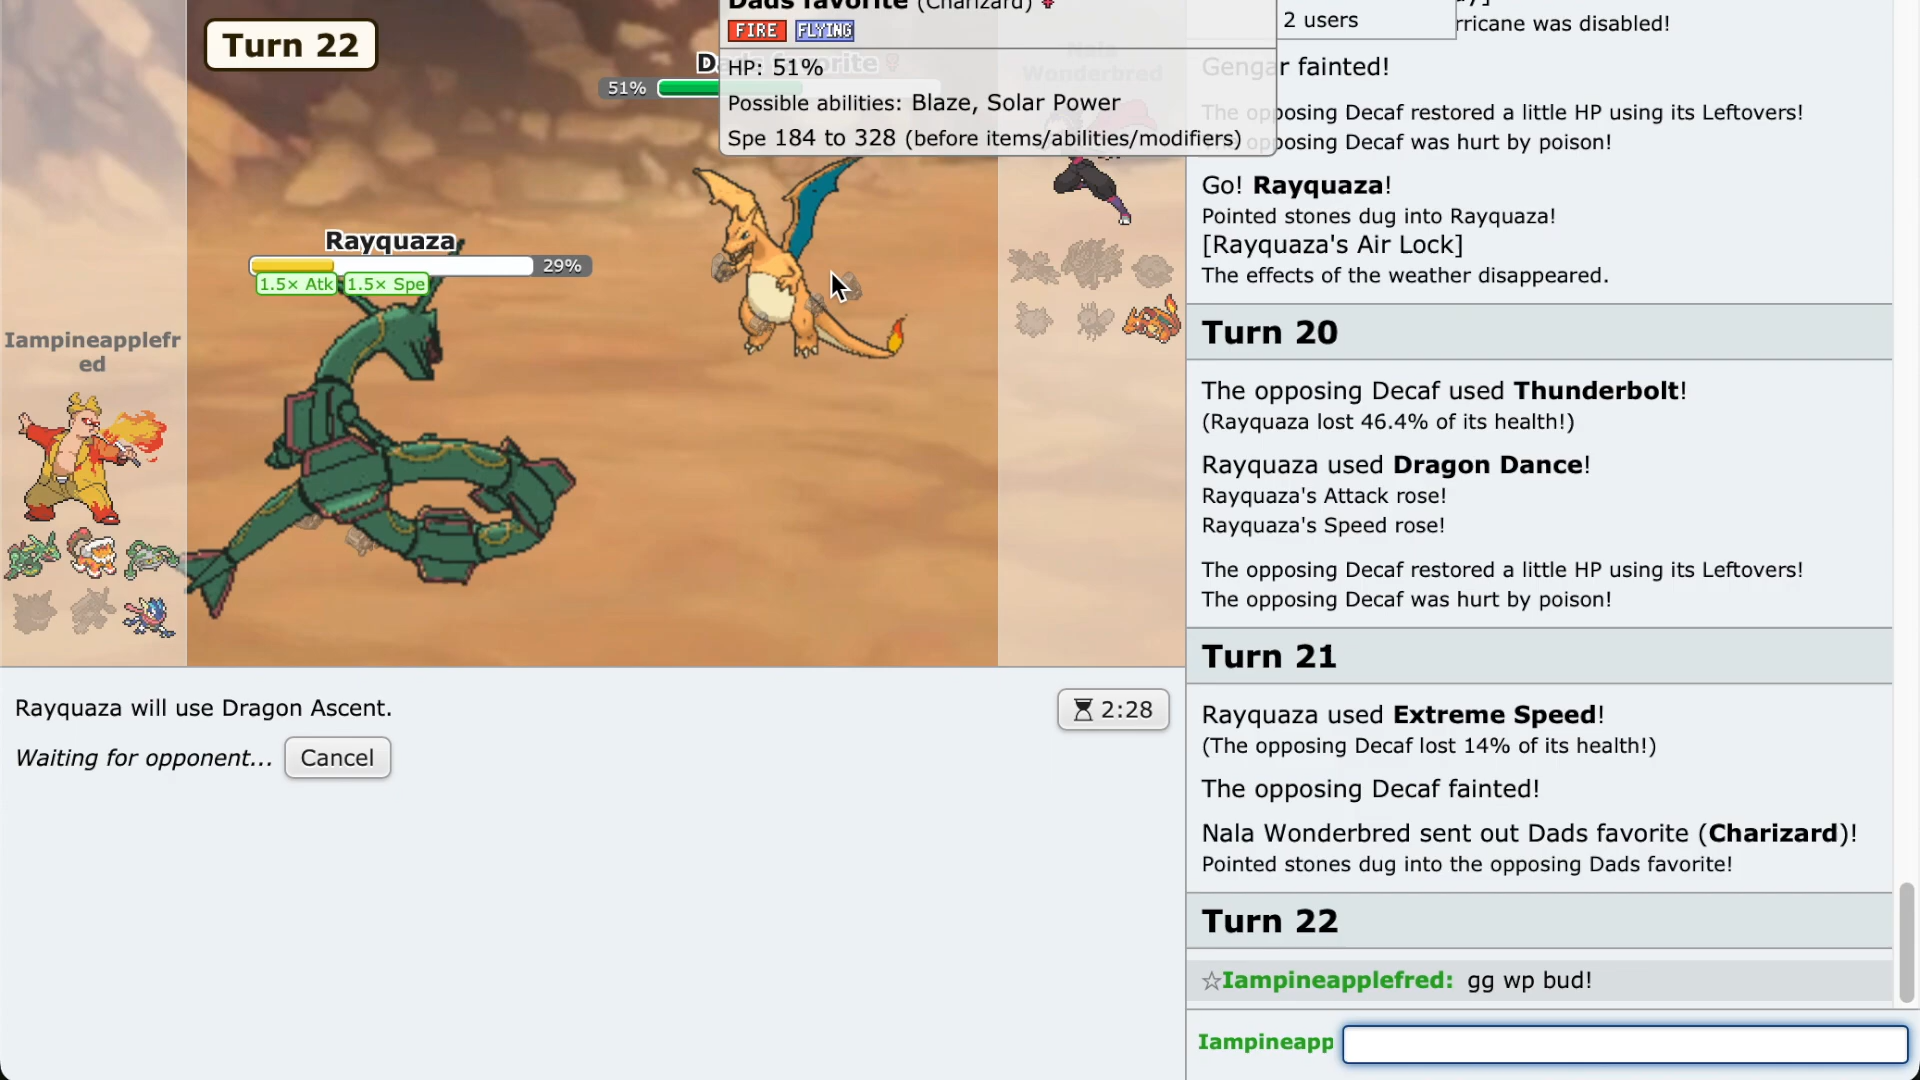 Turn 22
Dads favorite (Charizard)
FIRE FLYING
HP: 51%
Possible abilities: Blaze, Solar Power
Spe 184 to 328 (before items/abilities/modifiers)
51%
Wonderbred
Rayquaza
29%
1.5× Atk 1.5× Spe
Iampineapplefr
ed
Rayquaza will use Dragon Ascent.
Waiting for opponent... Cancel
2:28
2 users
rricane was disabled!
Gengar fainted!
The opposing Decaf restored a little HP using its Leftovers!
The opposing Decaf was hurt by poison!
Go! Rayquaza!
Pointed stones dug into Rayquaza!
[Rayquaza's Air Lock]
The effects of the weather disappeared.
Turn 20
The opposing Decaf used Thunderbolt!
(Rayquaza lost 46.4% of its health!)
Rayquaza used Dragon Dance!
Rayquaza's Attack rose!
Rayquaza's Speed rose!
The opposing Decaf restored a little HP using its Leftovers!
The opposing Decaf was hurt by poison!
Turn 21
Rayquaza used Extreme Speed!
(The opposing Decaf lost 14% of its health!)
The opposing Decaf fainted!
Nala Wonderbred sent out Dads favorite (Charizard)!
Pointed stones dug into the opposing Dads favorite!
Turn 22
☆Iampineapplefred: gg wp bud!
Iampineapp